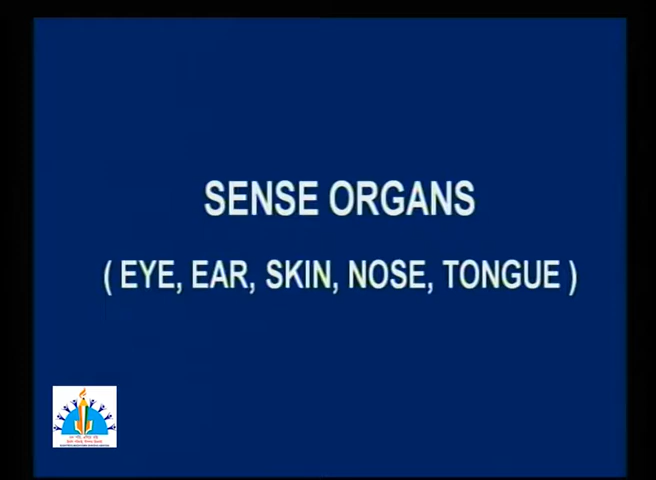 SENSE ORGANS
( EYE, EAR, SKIN, NOSE, TONGUE )